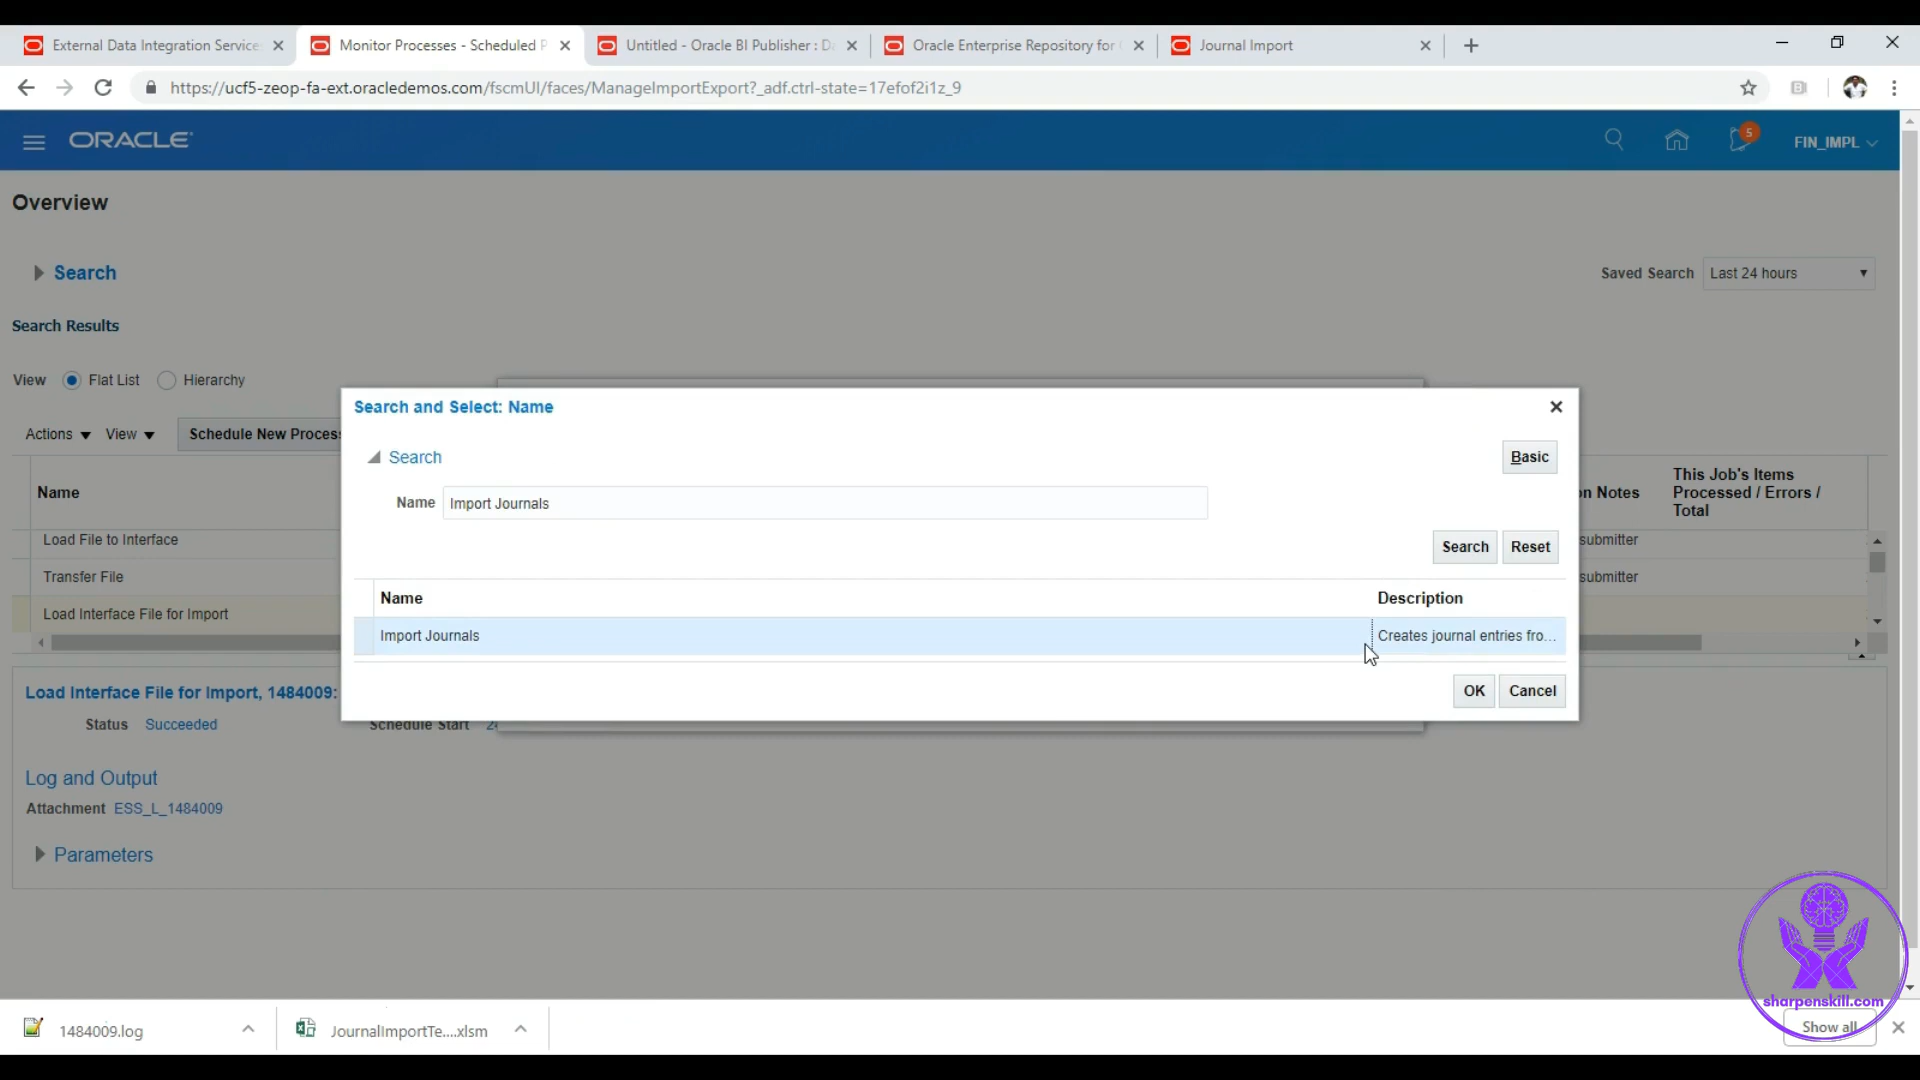 External Data Integration Service
Monitor Processes - Scheduled P
Untitled - Oracle BI Publisher : Da
Oracle Enterprise Repository for
Journal Import
https://ucf5-zeop-fa-ext.oracledemos.com/fscmUI/faces/ManageImportExport?_adf.ctrl-state=17efof2i1z_9
ORACLE
5
FIN_IMPL
Overview
Search
Saved Search
Last 24 hours
Search Results
View
Flat List
Hierarchy
Actions
View
Schedule New Process
Name
n Notes
This Job's Items
Processed / Errors /
Total
Load File to Interface
submitter
Transfer File
submitter
Load Interface File for Import
Search and Select: Name
Search
Basic
Name
Import Journals
Search
Reset
Name
Description
Import Journals
Creates journal entries fro...
OK
Cancel
Load Interface File for Import, 1484009:
Status
Succeeded
Schedule Start
Log and Output
Attachment
ESS_L_1484009
Parameters
sharpenskill.com
1484009.log
JournalImportTe....xlsm
Show all